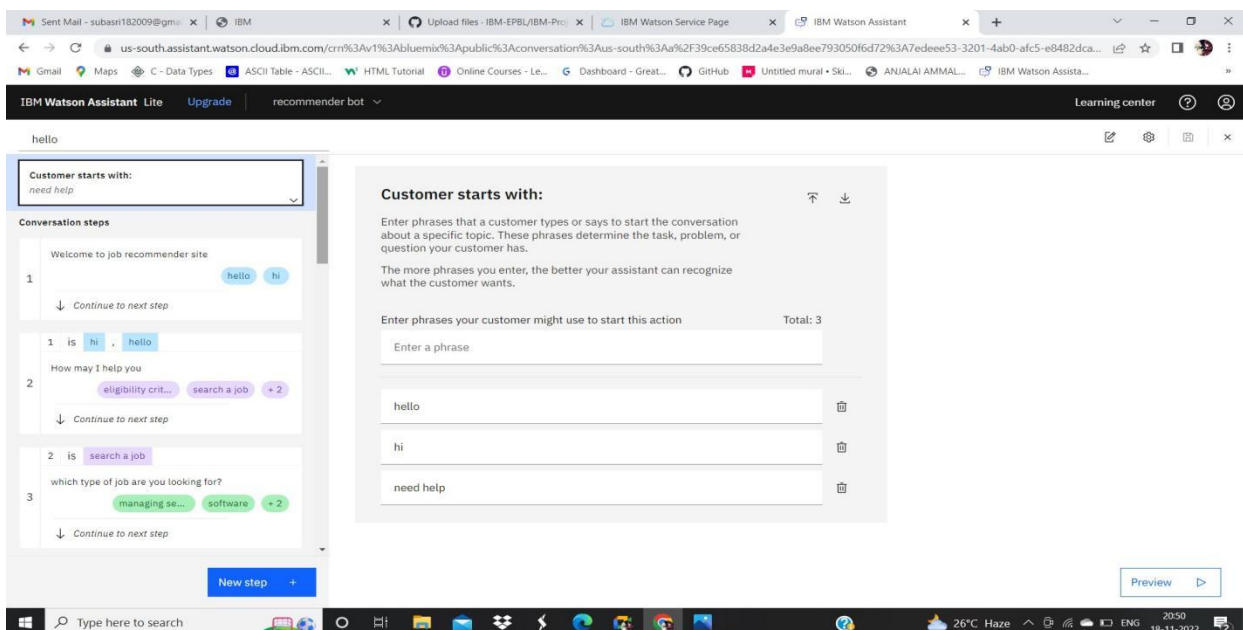 Sent Mail - subasri182009@gma
IBM
Upload files · IBM-EPBL/IBM-Proj
IBM Watson Service Page
IBM Watson Assistant
us-south.assistant.watson.cloud.ibm.com/crn%3Av1%3Abluemix%3Apublic%3Aconversation%3Aus-south%3Aa%2F39ce65838d2a4e3e9a8ee793050f6d72%3A7edeee53-3201-4ab0-afc5-e8482dca...
Gmail
Maps
C - Data Types
ASCII Table - ASCII...
HTML Tutorial
Online Courses - Le...
Dashboard - Great...
GitHub
Untitled mural • Ski...
ANJALAI AMMAL...
IBM Watson Assista...
IBM Watson Assistant Lite
Upgrade
recommender bot
Learning center
hello
Customer starts with:
need help
Conversation steps
1
Welcome to job recommender site
hello
hi
Continue to next step
2
1 is hi , hello
How may I help you
eligibility crit...
search a job
+ 2
Continue to next step
3
2 is search a job
which type of job are you looking for?
managing se...
software
+ 2
Continue to next step
New step +
Customer starts with:
Enter phrases that a customer types or says to start the conversation
about a specific topic. These phrases determine the task, problem, or
question your customer has.
The more phrases you enter, the better your assistant can recognize
what the customer wants.
Enter phrases your customer might use to start this action
Total: 3
Enter a phrase
hello
hi
need help
Preview
Type here to search
26°C Haze
ENG
20:50
18-11-2022